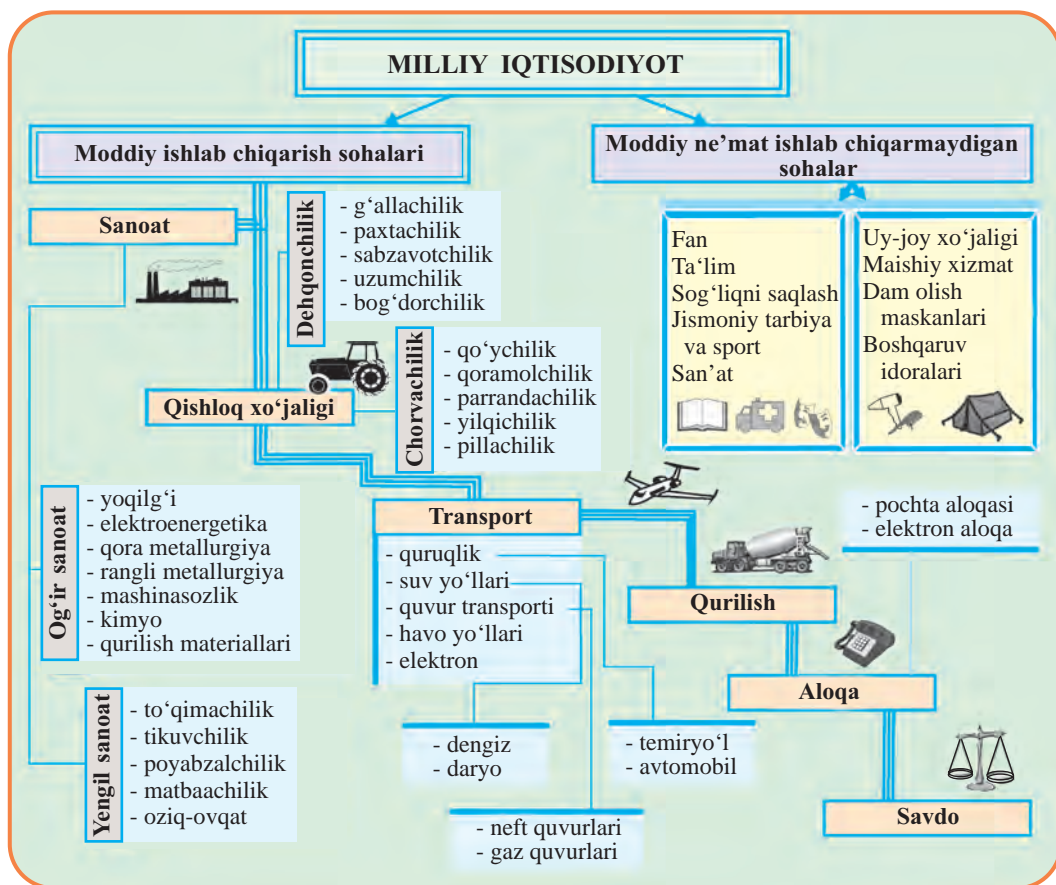 MILLIY IQTISODIYOT
Moddiy ishlab chiqarish sohalari
Moddiy ne’mat ishlab chiqarmaydigan
sohalar
Sanoat
Dehqonchilik
- g‘allachilik
- paxtachilik
- sabzavotchilik
- uzumchilik
- bog‘dorchilik
Fan
Ta‘lim
Sog‘liqni saqlash
Jismoniy tarbiya
va sport
San’at
Uy-joy xo‘jaligi
Maishiy xizmat
Dam olish
maskanlari
Boshqaruv
idoralari
Qishloq xo‘jaligi
Chorvachilik
- qo‘ychilik
- qoramolchilik
- parrandachilik
- yilqichilik
- pillachilik
Og‘ir sanoat
- yoqilg‘i
- elektroenergetika
- qora metallurgiya
- rangli metallurgiya
- mashinasozlik
- kimyo
- qurilish materiallari
Transport
- quruqlik
- suv yo‘llari
- quvur transporti
- havo yo‘llari
- elektron
- pochta aloqasi
- elektron aloqa
Qurilish
Aloqa
Yengil sanoat
- to‘qimachilik
- tikuvchilik
- poyabzalchilik
- matbaachilik
- oziq-ovqat
- dengiz
- daryo
- temiryo‘l
- avtomobil
Savdo
- neft quvurlari
- gaz quvurlari